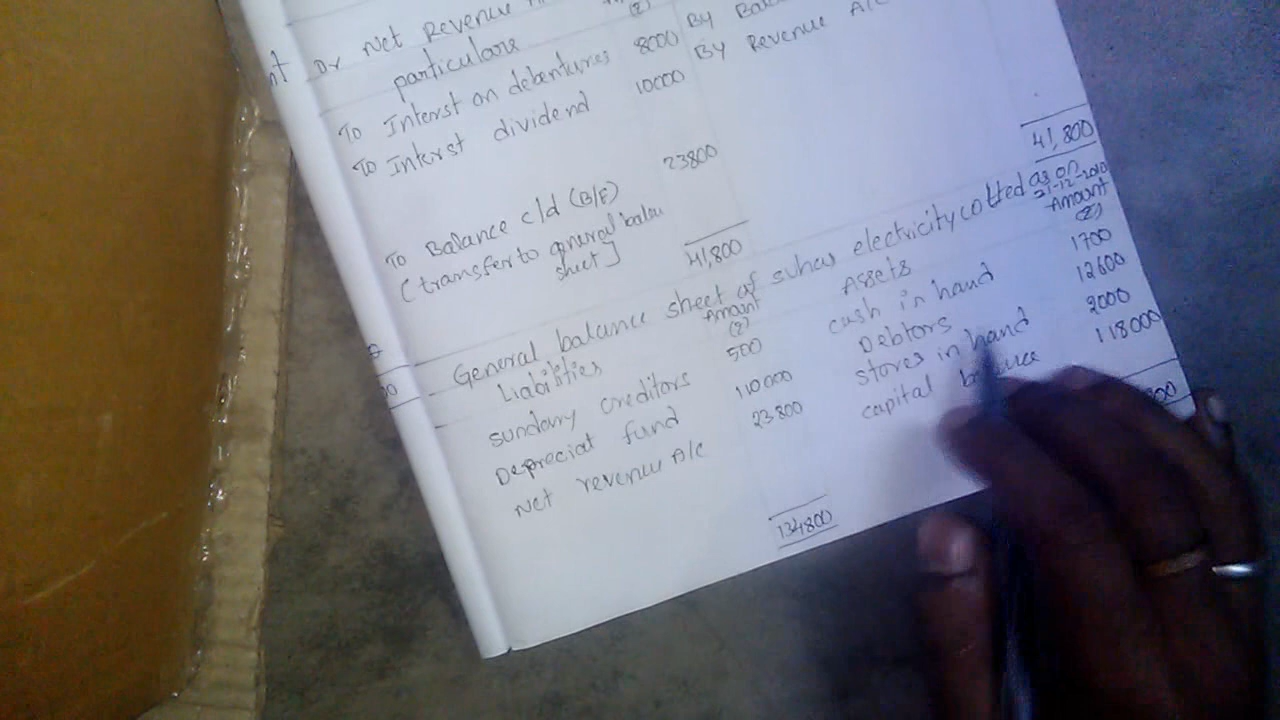 Dr Net Revenue
particulars
(₹)
To Interst on debentures 8000 By
To Interst dividend 10000 By Revenue A/c
To Balance c/d (B/F) 23800
(transfer to general
sheet]
41,800 41,800
General balance sheet of suhas electricity co ltd as on
Liabilities Amount (₹) Assets Amount (₹)
sundarry creditors 500 cash in hand 1700
Depreciat fund 110000 Debtors 12600
Net revenue A/c 23800 stores in hand 2000
capital balance 118000
134800